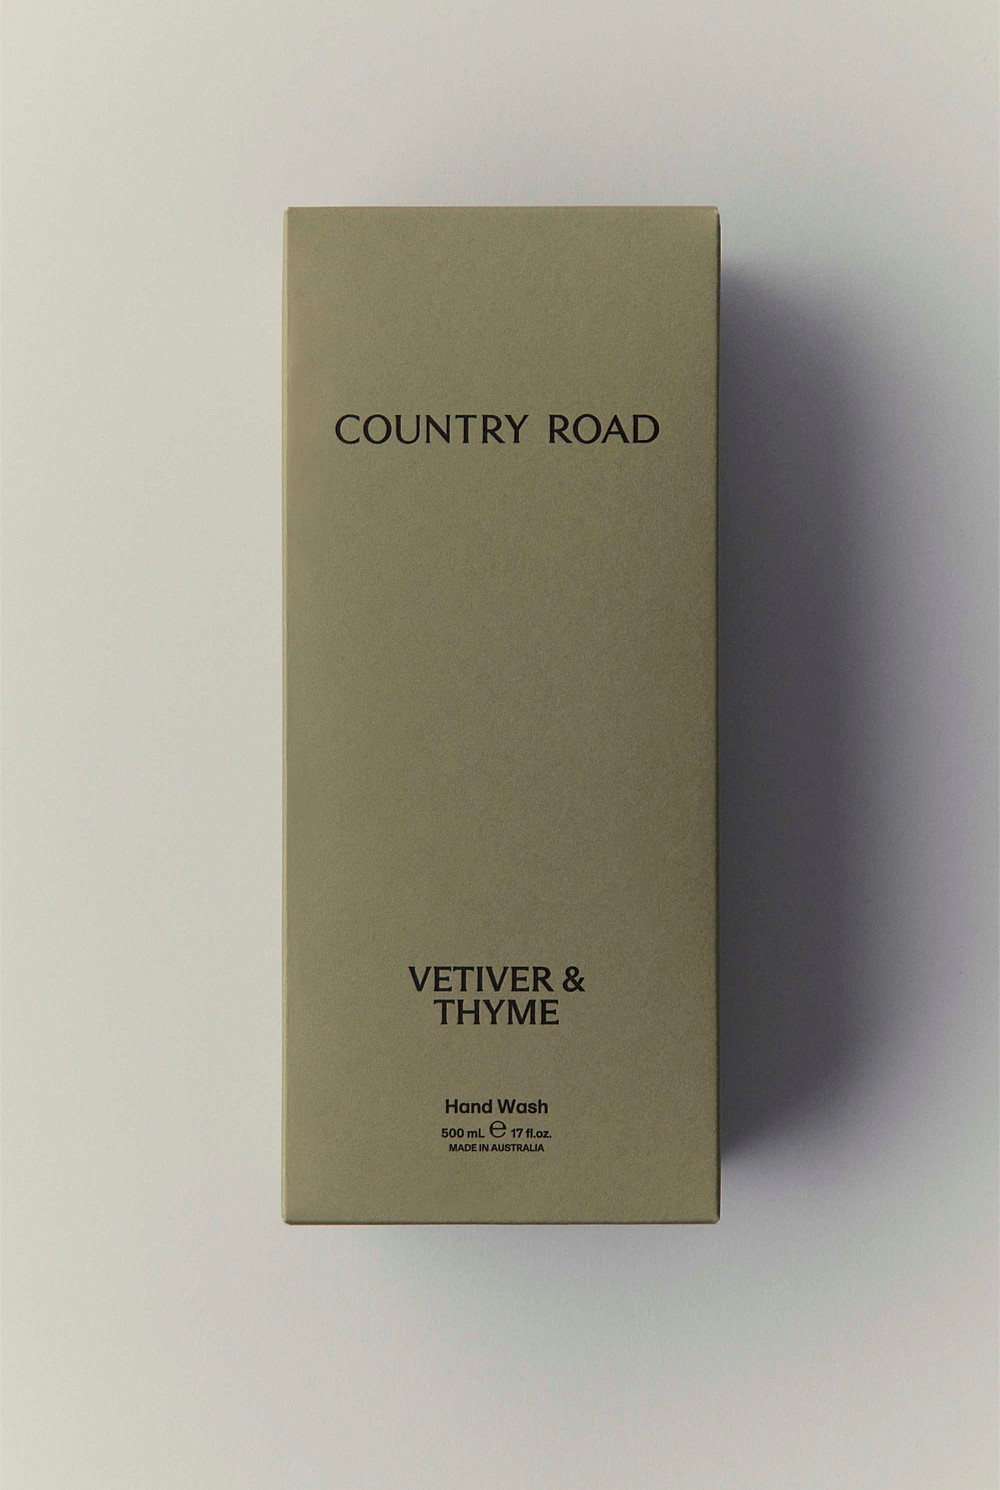 COUNTRY ROAD
VETIVER &
THYME
Hand Wash
500 mL ℮ 17 fl.oz.
MADE IN AUSTRALIA